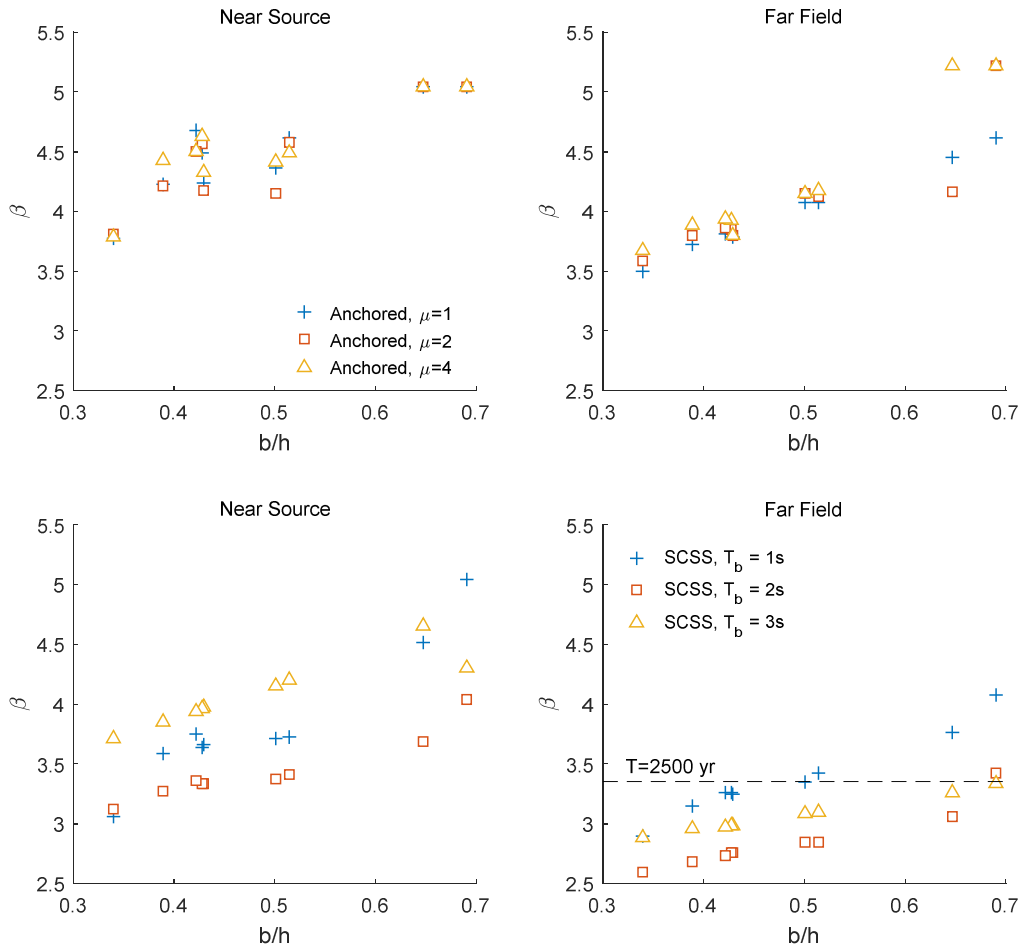 Near Source
5.5
5
4.5
4
3.5
3
2.5
β
Anchored, μ=1
Anchored, μ=2
Anchored, μ=4
0.3 0.4 0.5 0.6 0.7
b/h
Far Field
5.5
5
4.5
4
3.5
3
2.5
β
0.3 0.4 0.5 0.6 0.7
b/h
Near Source
5.5
5
4.5
4
3.5
3
2.5
β
0.3 0.4 0.5 0.6 0.7
b/h
Far Field
5.5
5
4.5
4
3.5
3
2.5
β
SCSS, T_b = 1s
SCSS, T_b = 2s
SCSS, T_b = 3s
T=2500 yr
0.3 0.4 0.5 0.6 0.7
b/h